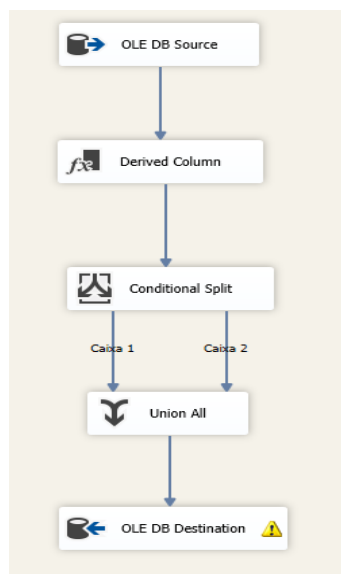 OLE DB Source
Derived Column
Conditional Split
Caixa 1
Caixa 2
Union All
OLE DB Destination